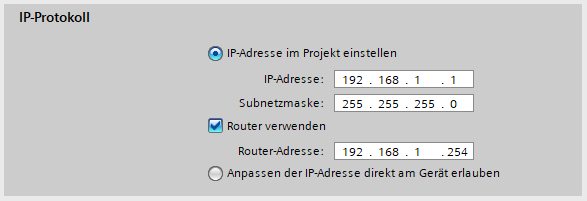 IP-Protokoll
IP-Adresse im Projekt einstellen
IP-Adresse: 192 . 168 . 1 . 1
Subnetzmaske: 255 . 255 . 255 . 0
Router verwenden
Router-Adresse: 192 . 168 . 1 . 254
Anpassen der IP-Adresse direkt am Gerät erlauben